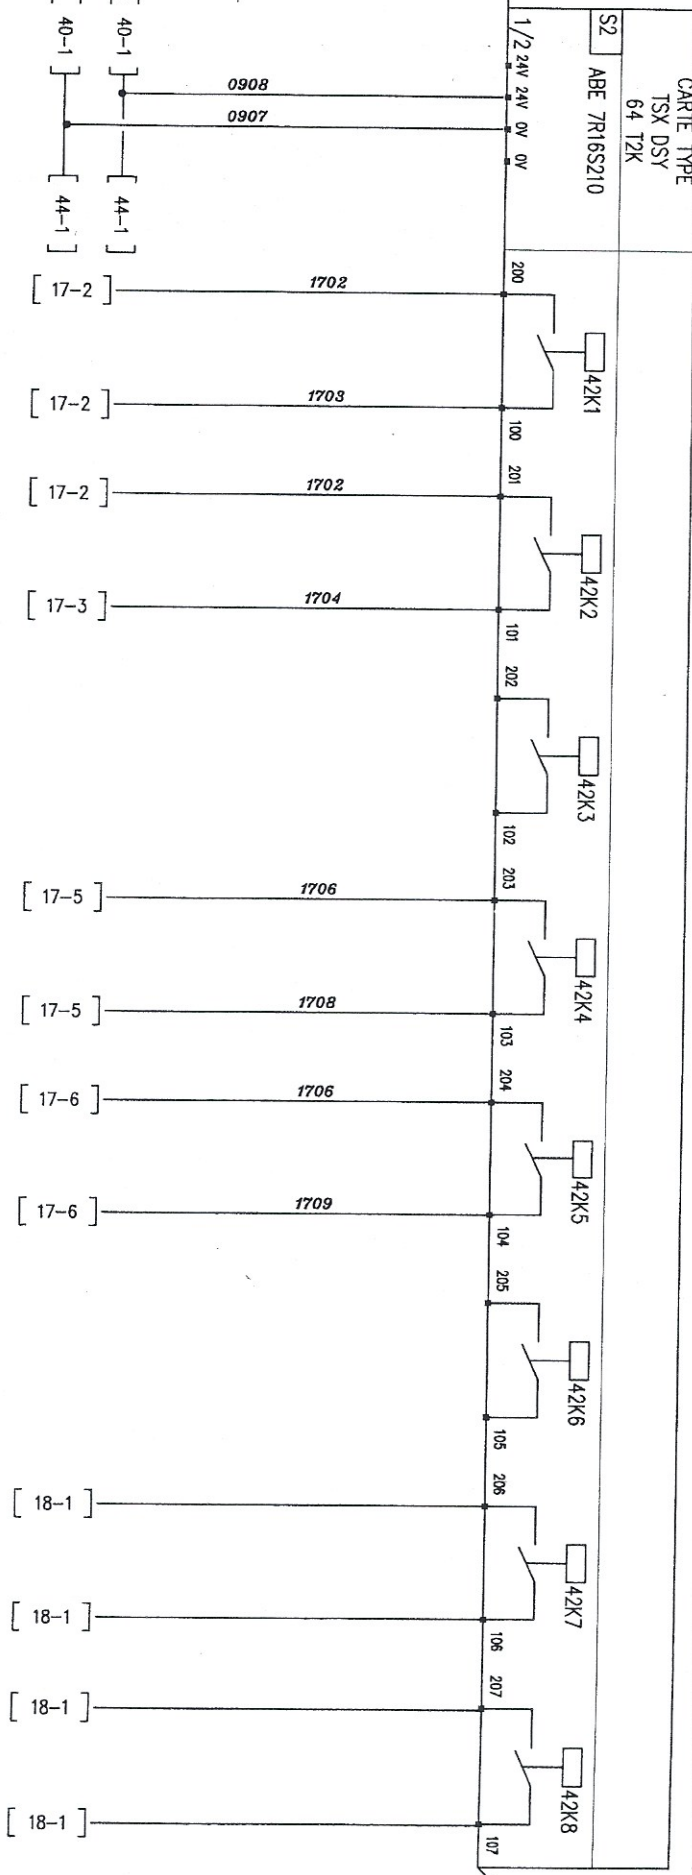 CARTE TYPE
TSX DSY
64 T2K
S2
ABE 7R16S210
1/2
24V
24V
0V
0V
40-1
40-1
0908
0907
44-1
44-1
200
[ 17-2 ]
1702
42K1
[ 17-2 ]
1703
100
201
[ 17-2 ]
1702
42K2
[ 17-3 ]
1704
101
202
42K3
102
203
[ 17-5 ]
1706
42K4
[ 17-5 ]
1708
103
204
[ 17-6 ]
1706
42K5
[ 17-6 ]
1709
104
205
42K6
105
206
[ 18-1 ]
42K7
[ 18-1 ]
106
207
[ 18-1 ]
42K8
[ 18-1 ]
107